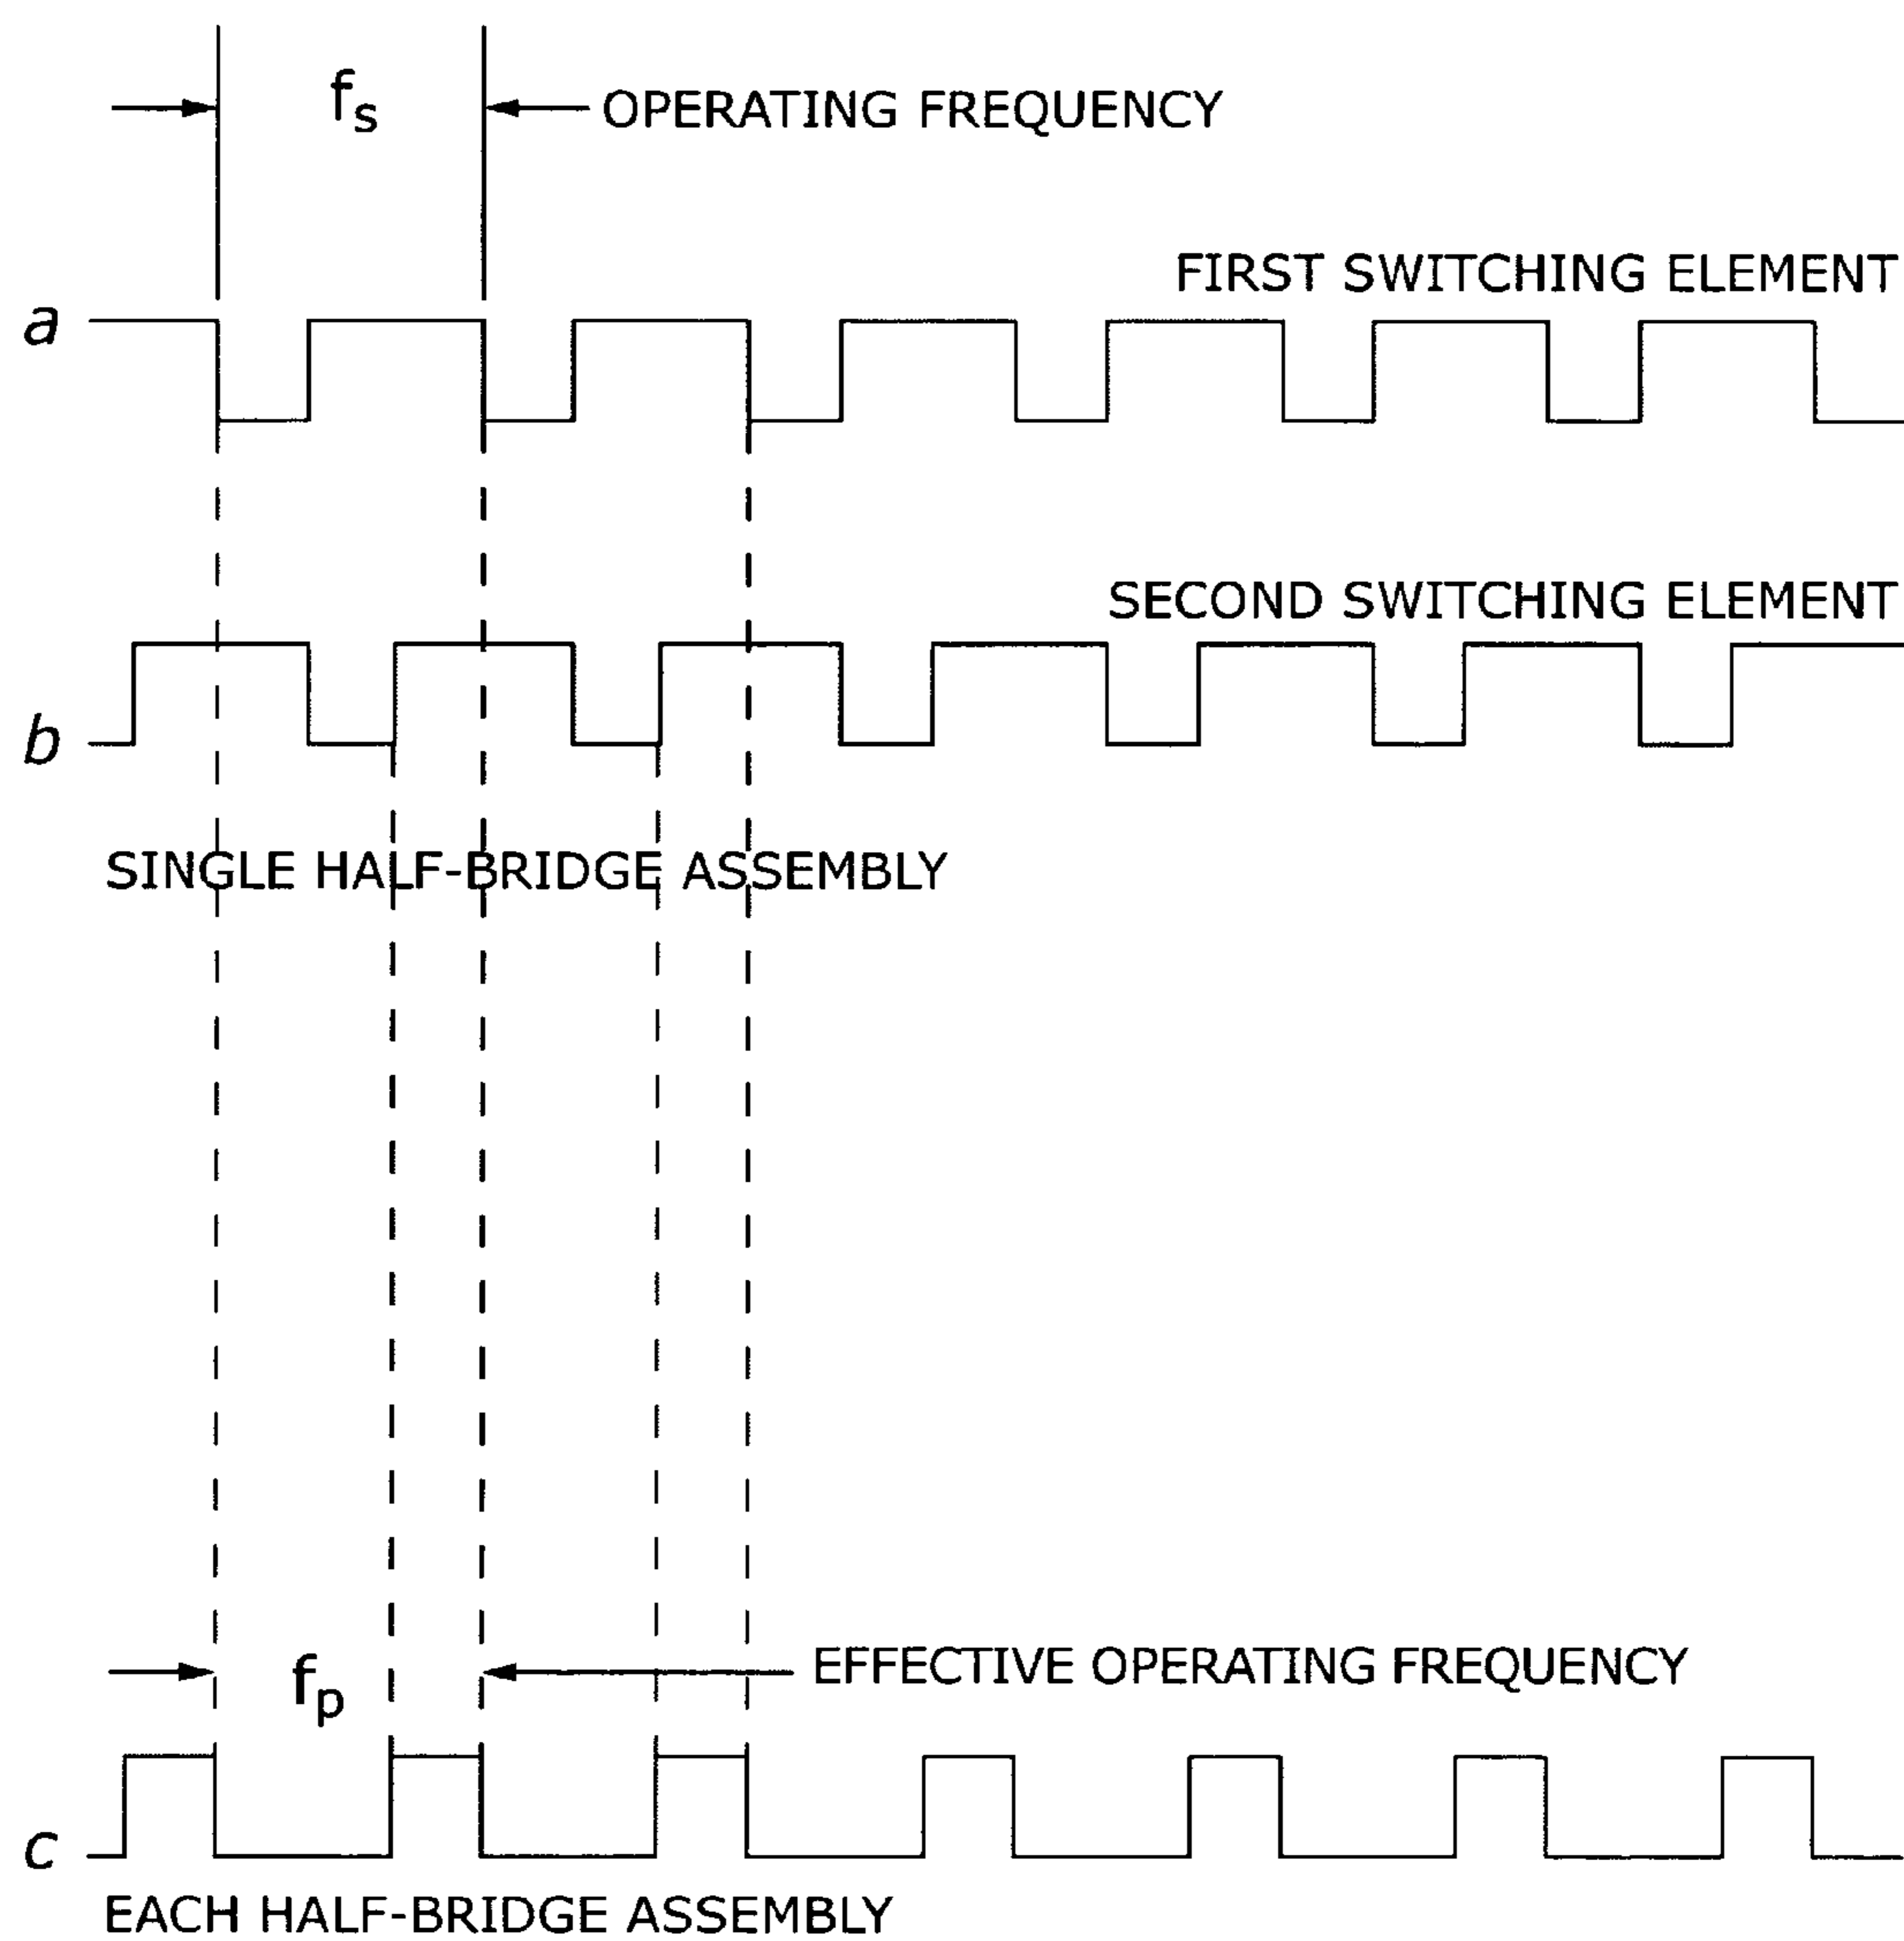 fs
OPERATING FREQUENCY
FIRST SWITCHING ELEMENT
a
SECOND SWITCHING ELEMENT
b
SINGLE HALF-BRIDGE ASSEMBLY
fp
EFFECTIVE OPERATING FREQUENCY
c
EACH HALF-BRIDGE ASSEMBLY